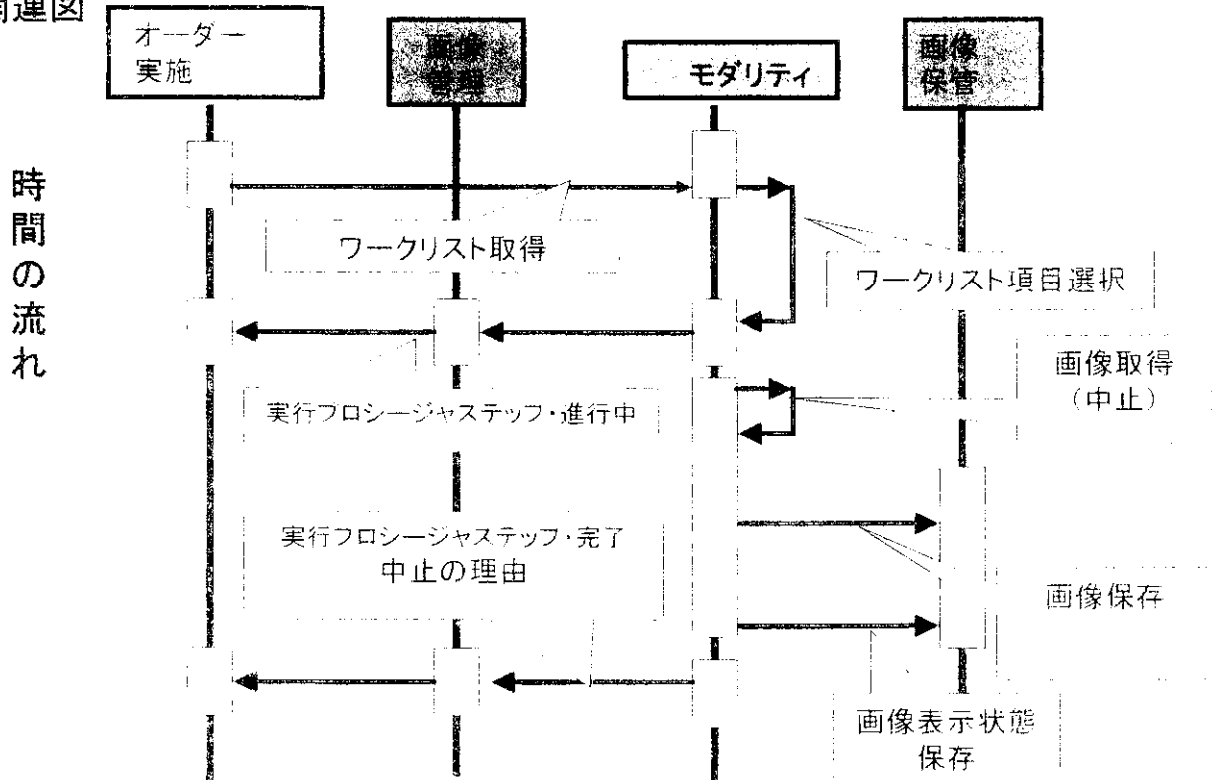 連図
オーダー
実施
画像
管理
モダリティ
画像
保管
時間の流れ
ワークリスト取得
ワークリスト項目選択
画像取得
(中止)
実行プロシージャステップ・進行中
実行プロシージャステップ・完了
中止の理由
画像保存
画像表示状態
保存